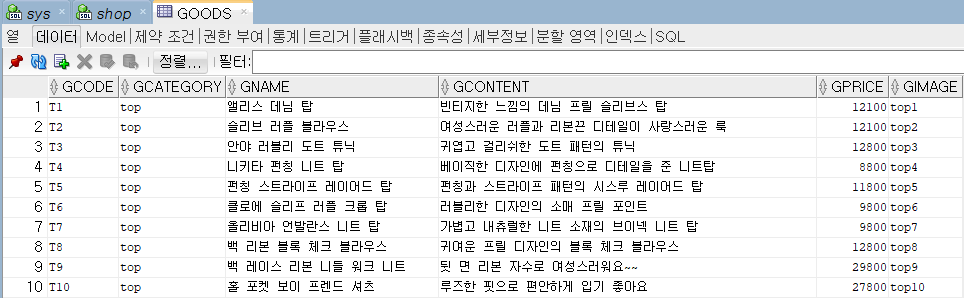 sys × shop × GOODS ×
열 데이터 Model 제약 조건 권한 부여 통계 트리거 플래시백 종속성 세부정보 분할 영역 인덱스 SQL
정렬... 필터:
GCODE GCATEGORY GNAME GCONTENT GPRICE GIMAGE
1 T1 top 앨리스 데님 탑 빈티지한 느낌의 데님 프릴 슬리브스 탑 12100 top1
2 T2 top 슬리브 러플 블라우스 여성스러운 러플과 리본끈 디테일이 사랑스러운 룩 12100 top2
3 T3 top 안야 러블리 도트 튜닉 귀엽고 걸리쉬한 도트 패턴의 튜닉 12800 top3
4 T4 top 니키타 펀칭 니트 탑 베이직한 디자인에 펀칭으로 디테일을 준 니트탑 8800 top4
5 T5 top 펀칭 스트라이프 레이어드 탑 펀칭과 스트라이프 패턴의 시스루 레이어드 탑 11800 top5
6 T6 top 클로에 슬리프 러플 크롭 탑 러블리한 디자인의 소매 프릴 포인트 9800 top6
7 T7 top 올리비아 언발란스 니트 탑 가볍고 내츄럴한 니트 소재의 브이넥 니트 탑 9800 top7
8 T8 top 백 리본 블록 체크 블라우스 귀여운 프릴 디자인의 블록 체크 블라우스 12800 top8
9 T9 top 백 레이스 리본 니들 워크 니트 뒷 면 리본 자수로 여성스러워요~~ 29800 top9
10 T10 top 홀 포켓 보이 프렌드 셔츠 루즈한 핏으로 편안하게 입기 좋아요 27800 top10